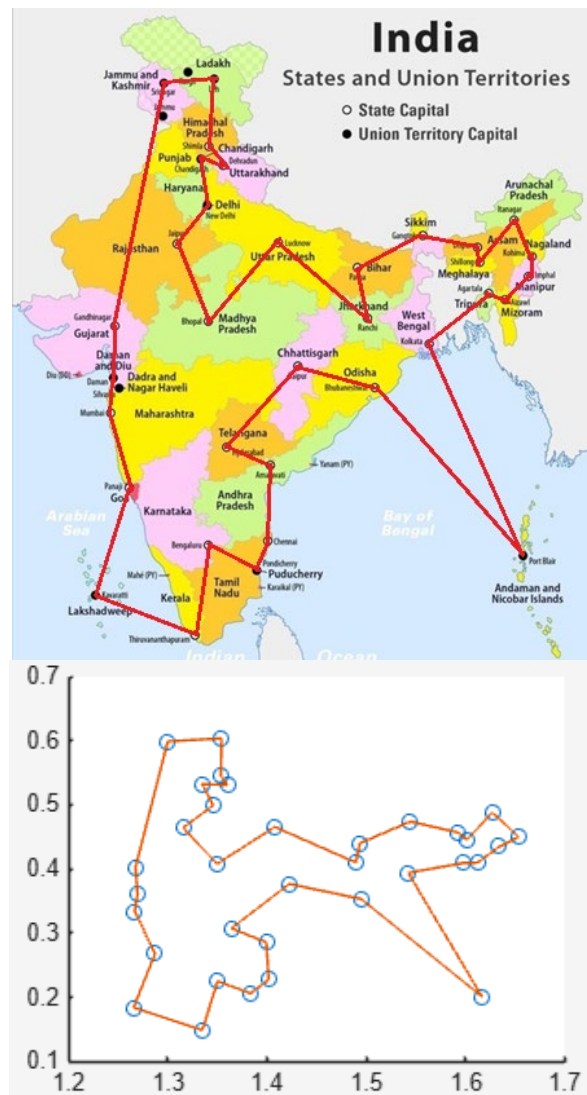 India
States and Union Territories
State Capital
Union Territory Capital
Ladakh
Jammu and
Kashmir
Srinagar
Himachal
Pradesh
Shimla
Chandigarh
Punjab
Dehradun
Chandigarh
Uttarakhand
Haryana
Delhi
New Delhi
Arunachal
Pradesh
Itanagar
Sikkim
Gangtok
Assam
Nagaland
Kohima
Jaipur
Rajasthan
Lucknow
Uttar Pradesh
Bihar
Patna
Shillong
Meghalaya
Imphal
Manipur
Agartala
Tripura
Aizawl
Mizoram
Gandhinagar
Gujarat
Bhopal
Madhya
Pradesh
Jharkhand
Ranchi
West
Bengal
Kolkata
Daman
and Diu
Diu (DD)
Daman
Dadra and
Nagar Haveli
Silvassa
Chhattisgarh
Raipur
Odisha
Bhubaneshwar
Mumbai
Maharashtra
Telangana
Hyderabad
Amaravati
Yanam (PY)
Panaji
Goa
Karnataka
Andhra
Pradesh
Arabian
Sea
Bay of
Bengal
Bengaluru
Chennai
Pondicherry
Puducherry
Mahé (PY)
Karaikal (PY)
Kerala
Tamil
Nadu
Kavaratti
Lakshadweep
Port Blair
Andaman and
Nicobar Islands
Thiruvananthapuram
Indian Ocean
0.7
0.6
0.5
0.4
0.3
0.2
0.1
1.2 1.3 1.4 1.5 1.6 1.7